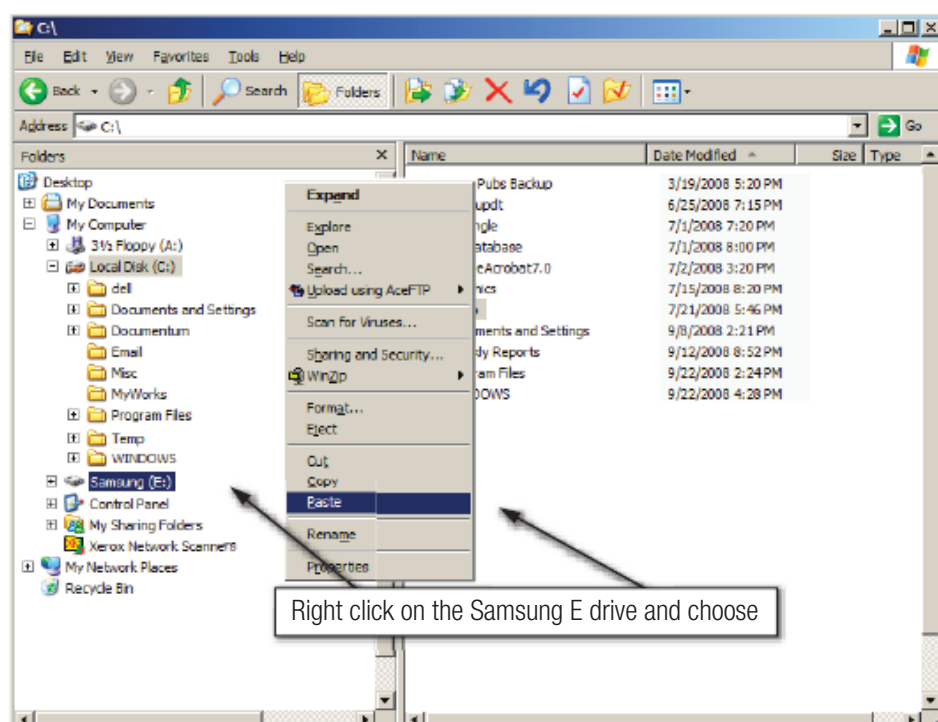 C:\
File Edit View Favorites Tools Help
Back Search Folders
Address C:\ Go
Folders x Name Date Modified Size Type
Desktop
My Documents
My Computer
3½ Floppy (A:)
Local Disk (C:)
dell
Documents and Settings
Documentum
Email
Misc
MyWorks
Program Files
Temp
WINDOWS
Samsung (E:)
Control Panel
My Sharing Folders
Xerox Network Scanners
My Network Places
Recycle Bin
Expand
Explore
Open
Search...
Upload using AceFTP
Scan for Viruses...
Sharing and Security...
WinZip
Format...
Eject
Cut
Copy
Paste
Rename
Properties
Pubs Backup 3/19/2008 5:20 PM
updt 6/25/2008 7:15 PM
ngle 7/1/2008 7:20 PM
atabase 7/1/2008 8:00 PM
eAcrobat7.0 7/2/2008 3:20 PM
nics 7/15/2008 8:20 PM
7/21/2008 5:46 PM
ments and Settings 9/8/2008 2:21 PM
dy Reports 9/12/2008 8:52 PM
am Files 9/22/2008 2:24 PM
DOWS 9/22/2008 4:28 PM
Right click on the Samsung E drive and choose